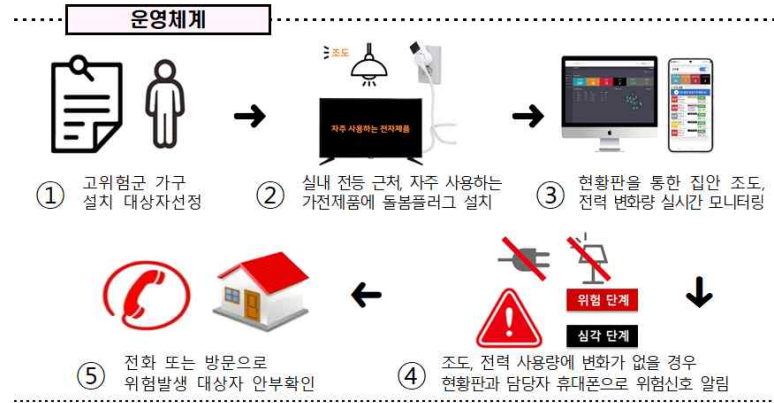 운영체계
조도
자주 사용하는 전자제품
① 고위험군 가구
설치 대상자선정
② 실내 전등 근처, 자주 사용하는
가전제품에 돌봄플러그 설치
③ 현황판을 통한 집안 조도,
전력 변화량 실시간 모니터링
위험 단계
심각 단계
④ 조도, 전력 사용량에 변화가 없을 경우
현황판과 담당자 휴대폰으로 위험신호 알림
⑤ 전화 또는 방문으로
위험발생 대상자 안부확인